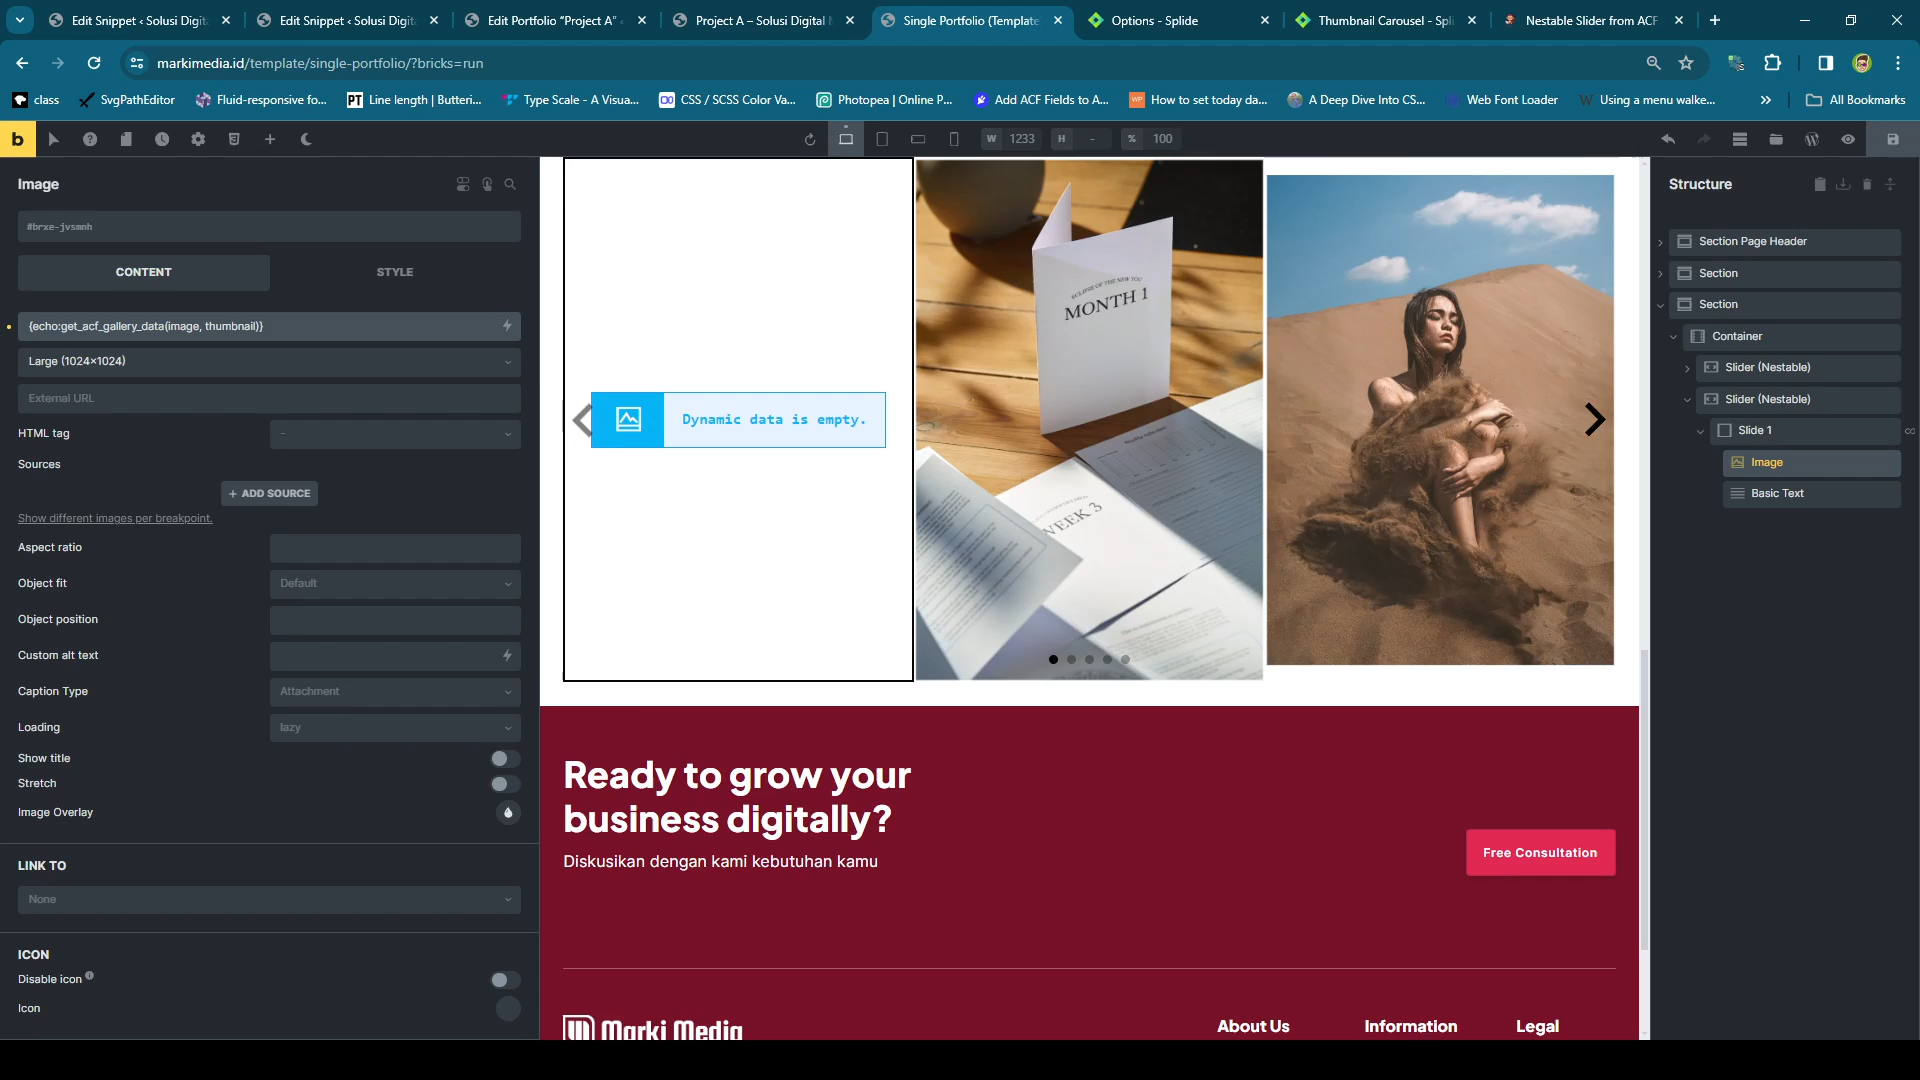 Edit Snippet ‹ Solusi Digit
Edit Snippet ‹ Solusi Digit
Edit Portfolio “Project A” ‹
Project A – Solusi Digital
Single Portfolio (Template
Options - Splide
Thumbnail Carousel - Spl
Nestable Slider from ACF
markimedia.id/template/single-portfolio/?bricks=run
class
SvgPathEditor
Fluid-responsive fo...
PT Line length | Butteri...
Type Scale - A Visua...
CSS / SCSS Color Va...
Photopea | Online P...
Add ACF Fields to A...
WP How to set today da...
A Deep Dive Into CS...
Web Font Loader
W Using a menu walke...
»
All Bookmarks
b
W 1233
H -
% 100
Image
#brxe-jvsmnh
CONTENT
STYLE
{echo:get_acf_gallery_data(image, thumbnail)}
Large (1024×1024)
External URL
HTML tag
-
Sources
+ ADD SOURCE
Show different images per breakpoint.
Aspect ratio
Object fit
Default
Object position
Custom alt text
Caption Type
Attachment
Loading
lazy
Show title
Stretch
Image Overlay
LINK TO
None
ICON
Disable icon
Icon
Dynamic data is empty.
ECLIPSE OF THE NEW YOU
MONTH 1
WEEK 3
Ready to grow your
business digitally?
Diskusikan dengan kami kebutuhan kamu
Free Consultation
Marki Media
About Us
Information
Legal
Structure
Section Page Header
Section
Section
Container
Slider (Nestable)
Slider (Nestable)
Slide 1
Image
Basic Text